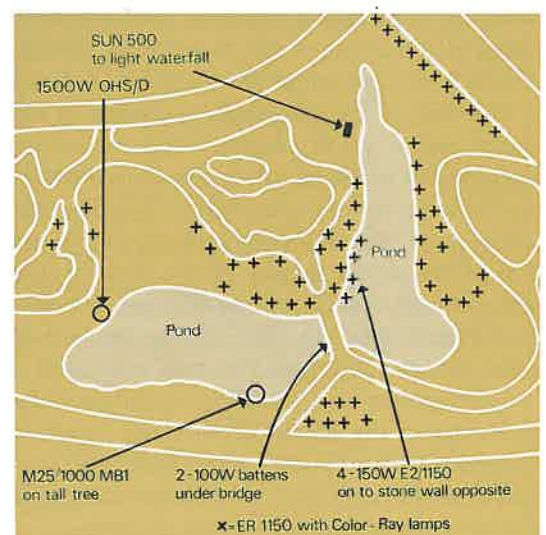 SUN 500
to light waterfall
1500W OHS/D
Pond
Pond
M25/1000 MB1
on tall tree
2-100W battens
under bridge
4-150W E2/1150
on to stone wall opposite
x=ER 1150 with Color-Ray lamps